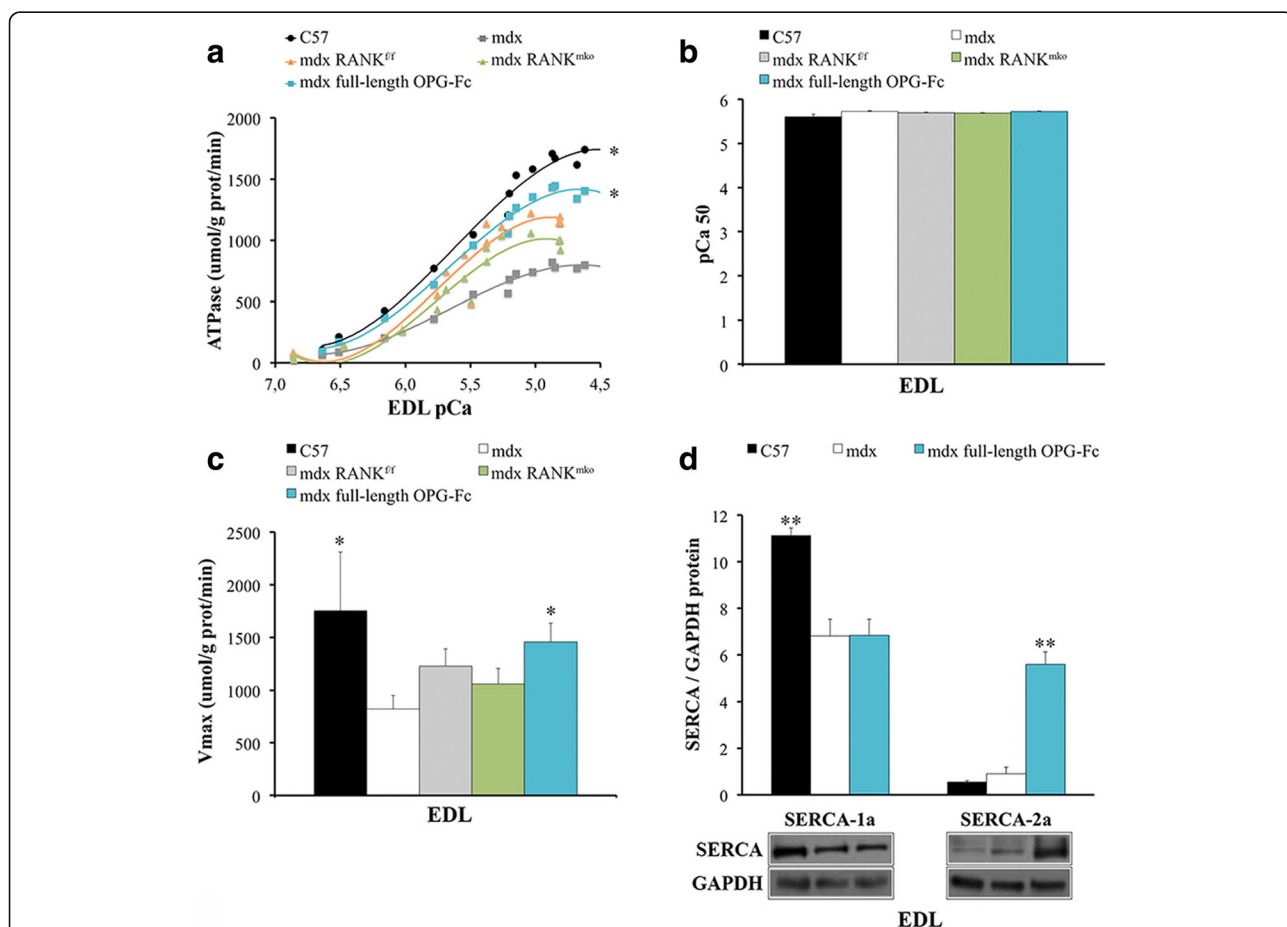 a
C57
mdx
mdx RANKf/f
mdx RANKmko
mdx full-length OPG-Fc
ATPase (umol/g prot/min)
2000
1500
1000
500
0
7,0 6,5 6,0 5,5 5,0 4,5
EDL pCa
*
*
b
C57
mdx
mdx RANKf/f
mdx RANKmko
mdx full-length OPG-Fc
pCa 50
6
5
4
3
2
1
0
EDL
c
C57
mdx
mdx RANKf/f
mdx RANKmko
mdx full-length OPG-Fc
Vmax (umol/g prot/min)
2500
2000
1500
1000
500
0
*
*
EDL
d
C57 mdx mdx full-length OPG-Fc
SERCA / GAPDH protein
12
10
8
6
4
2
0
**
**
SERCA-1a SERCA-2a
SERCA
GAPDH
EDL